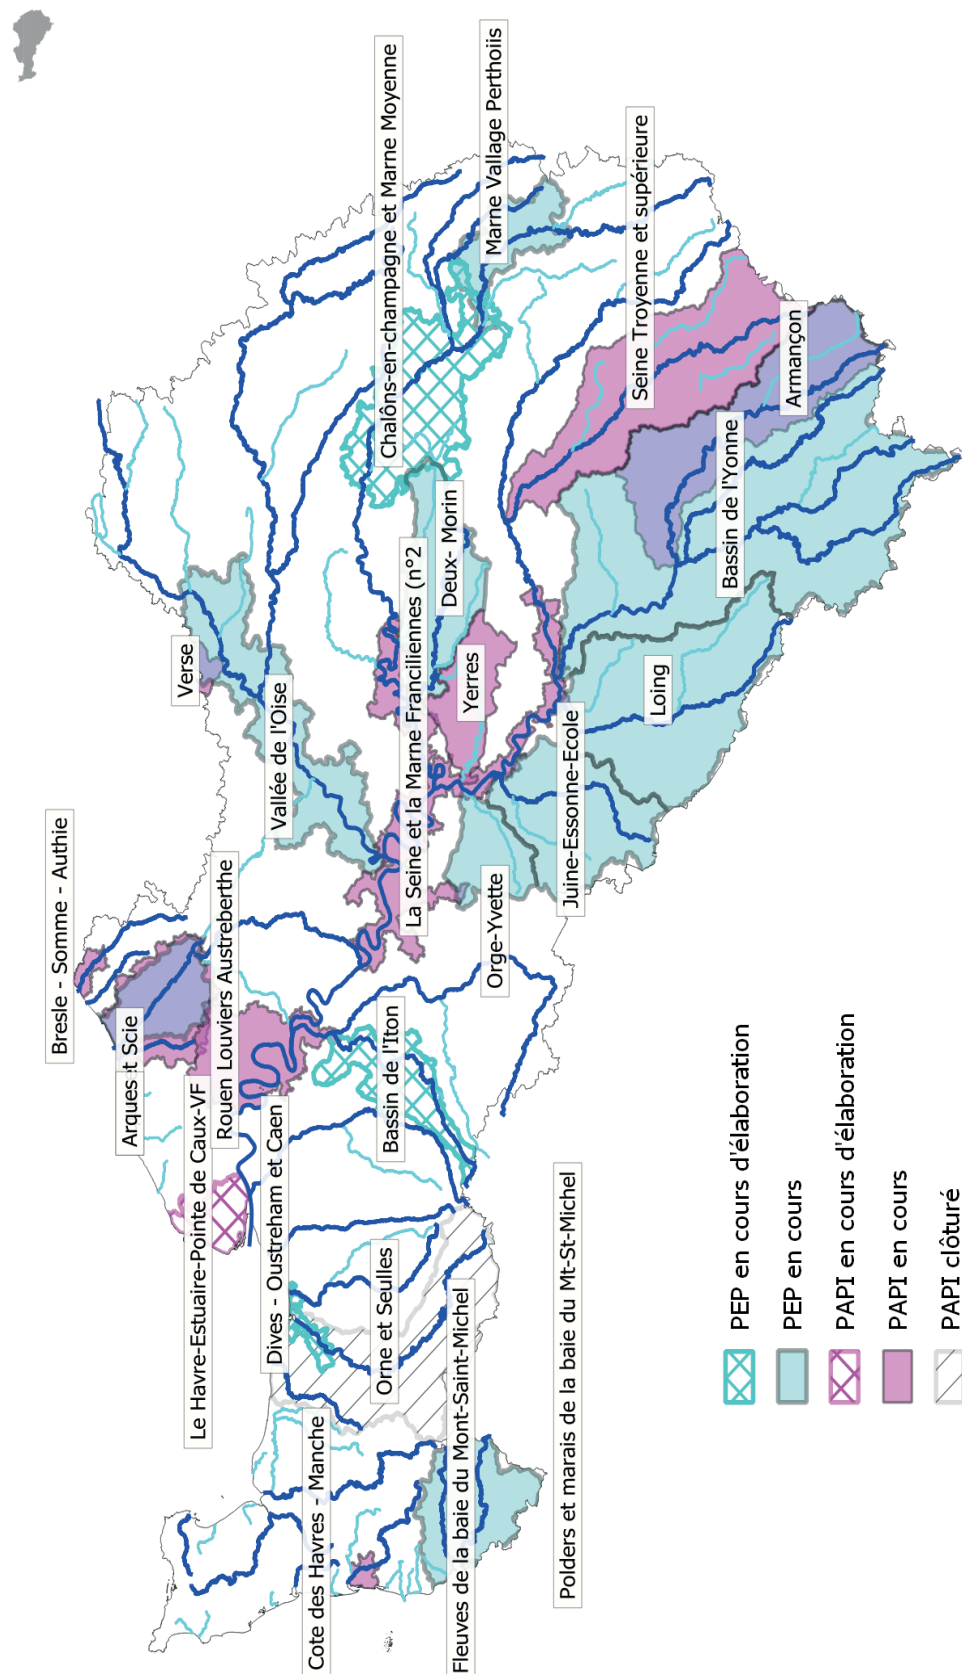 Bresle - Somme - Authie
Arques et Scie
Le Havre-Estuaire-Pointe de Caux-VF
Rouen Louviers Austreberthe
Verse
Vallée de l'Oise
Dives - Oustreham et Caen
Cote des Havres - Manche
Orne et Seulles
Bassin de l'Iton
La Seine et la Marne Franciliennes (n°2
Deux- Morin
Chalôns-en-champagne et Marne Moyenne
Marne Vallage Perthoiis
Fleuves de la baie du Mont-Saint-Michel
Yerres
Orge-Yvette
Polders et marais de la baie du Mt-St-Michel
Juine-Essonne-Ecole
Seine Troyenne et supérieure
Loing
Bassin de l'Yonne
Armançon
PEP en cours d'élaboration
PEP en cours
PAPI en cours d'élaboration
PAPI en cours
PAPI clôturé